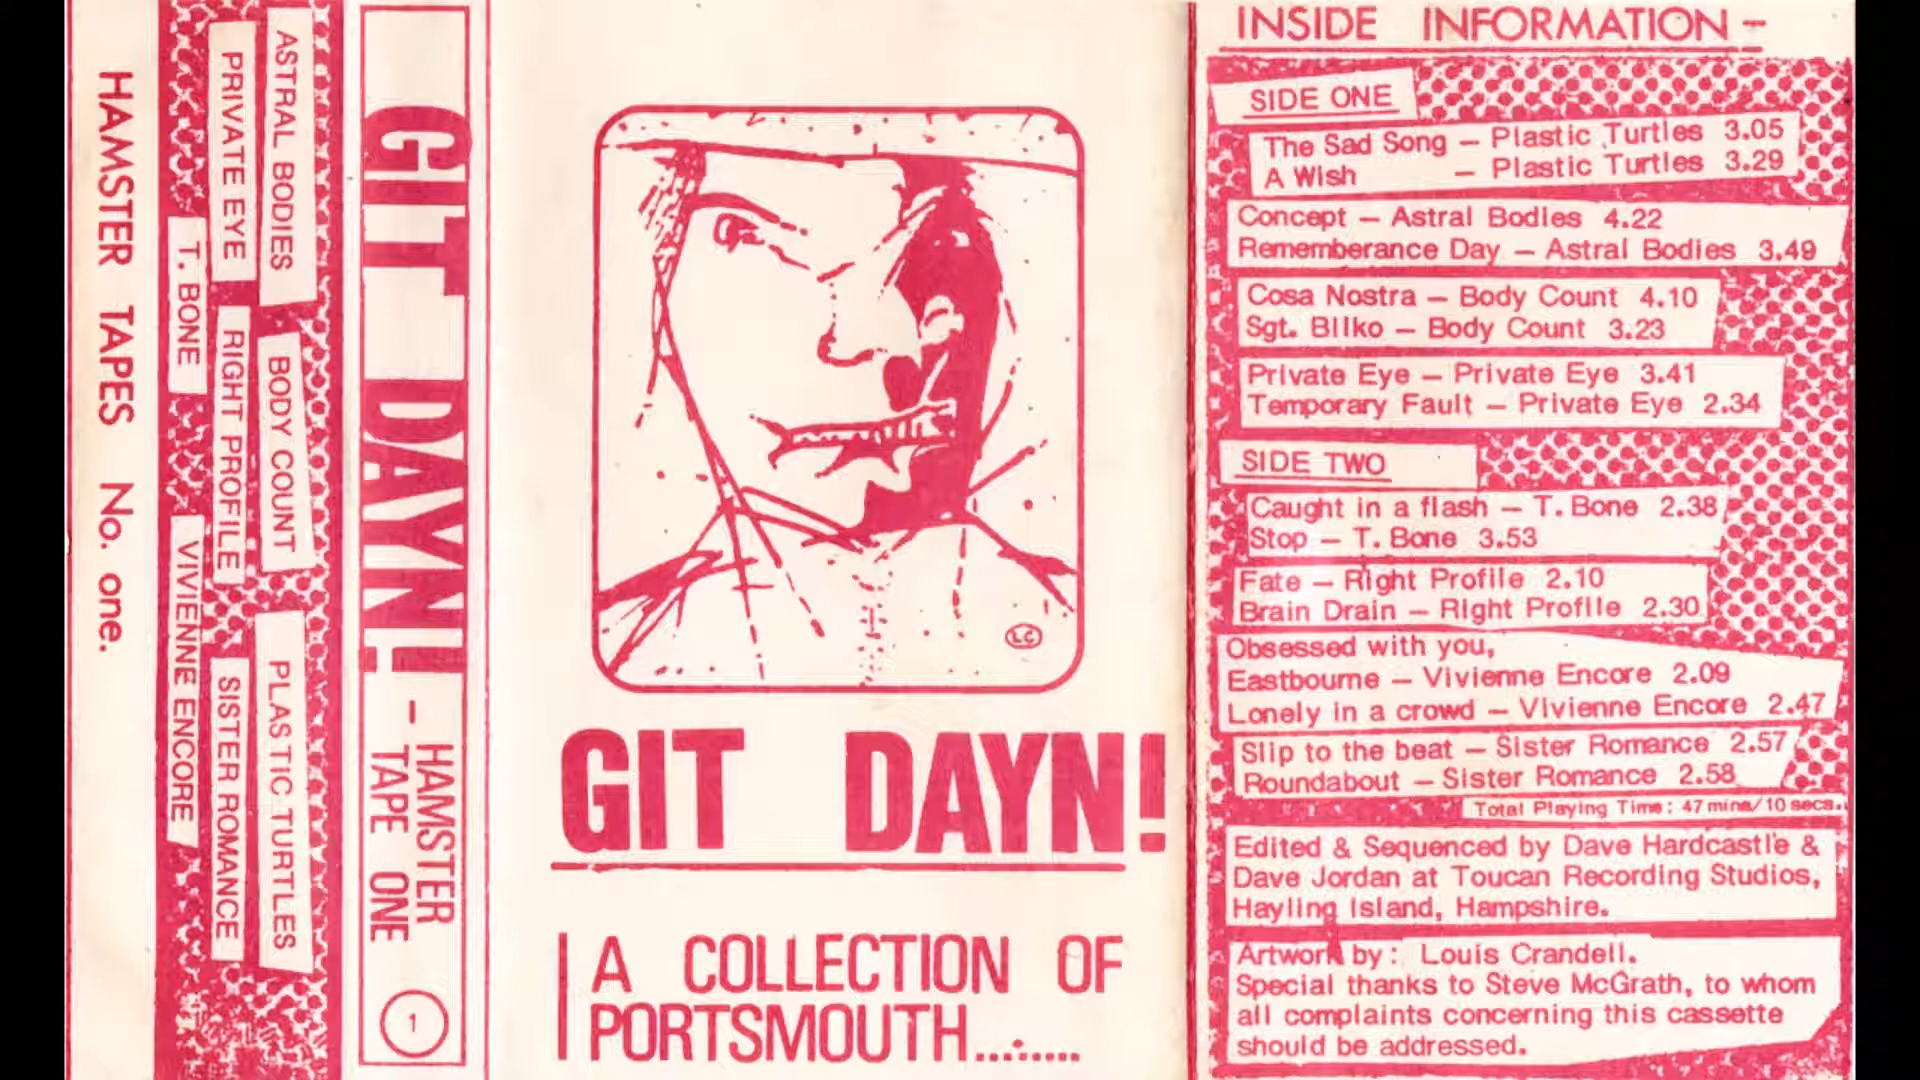 HAMSTER TAPES No. one.
ASTRAL BODIES
BODY COUNT
PLASTIC TURTLES
PRIVATE EYE
RIGHT PROFILE
SISTER ROMANCE
T. BONE
VIVIENNE ENCORE
GIT DAYN! - HAMSTER TAPE ONE
1
LC
GIT DAYN!
A COLLECTION OF
PORTSMOUTH.........
INSIDE INFORMATION -
SIDE ONE
The Sad Song - Plastic Turtles 3.05
A Wish - Plastic Turtles 3.29
Concept - Astral Bodies 4.22
Rememberance Day - Astral Bodies 3.49
Cosa Nostra - Body Count 4.10
Sgt. Bilko - Body Count 3.23
Private Eye - Private Eye 3.41
Temporary Fault - Private Eye 2.34
SIDE TWO
Caught in a flash - T. Bone 2.38
Stop - T. Bone 3.53
Fate - Right Profile 2.10
Brain Drain - Right Profile 2.30
Obsessed with you,
Eastbourne - Vivienne Encore 2.09
Lonely in a crowd - Vivienne Encore 2.47
Slip to the beat - Sister Romance 2.57
Roundabout - Sister Romance 2.58
Total Playing Time: 47 mins/10 secs.
Edited & Sequenced by Dave Hardcastle &
Dave Jordan at Toucan Recording Studios,
Hayling Island, Hampshire.
Artwork by: Louis Crandell.
Special thanks to Steve McGrath, to whom
all complaints concerning this cassette
should be addressed.